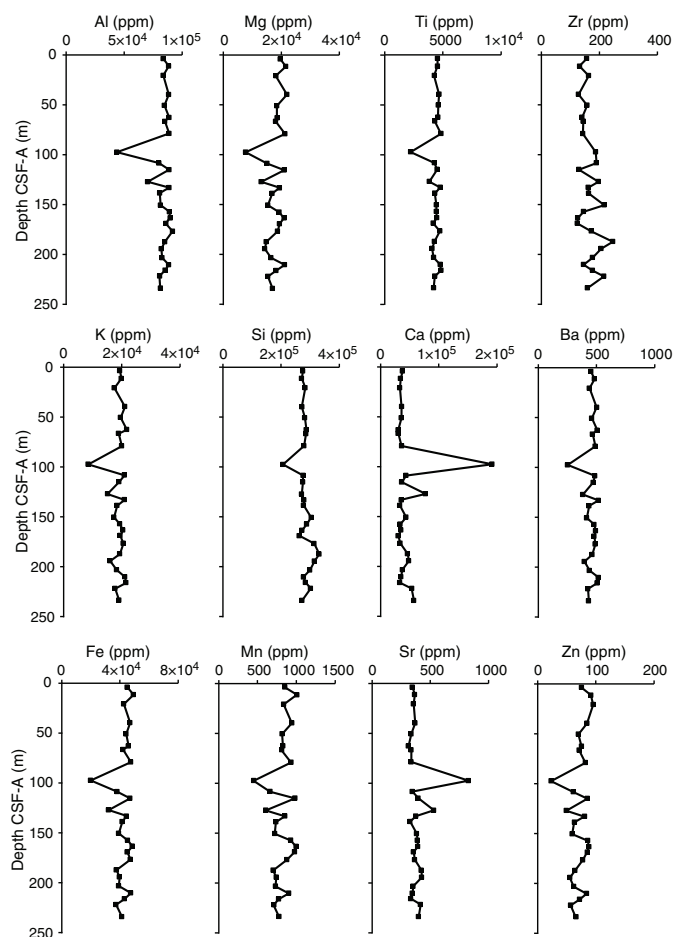 Al (ppm) Mg (ppm) Ti (ppm) Zr (ppm)
0 5×10⁴ 1×10⁵ 0 2×10⁴ 4×10⁴ 0 5000 1×10⁴ 0 200 400
0
50
100
150
200
250
Depth CSF-A (m)
K (ppm) Si (ppm) Ca (ppm) Ba (ppm)
0 2×10⁴ 4×10⁴ 0 2×10⁵ 4×10⁵ 0 1×10⁵ 2×10⁵ 0 500 1000
0
50
100
150
200
250
Depth CSF-A (m)
Fe (ppm) Mn (ppm) Sr (ppm) Zn (ppm)
0 4×10⁴ 8×10⁴ 0 500 1000 1500 0 500 1000 0 100 200
0
50
100
150
200
250
Depth CSF-A (m)